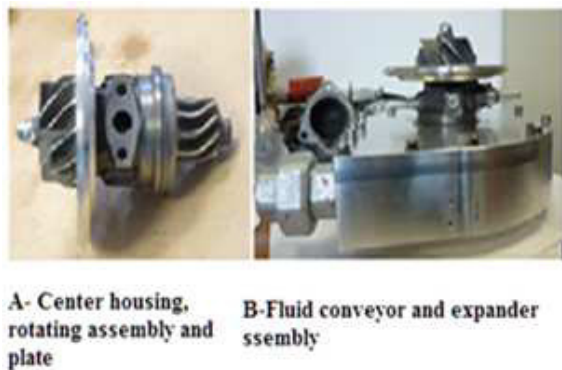 A- Center housing,
rotating assembly and
plate
B-Fluid conveyor and expander
ssembly